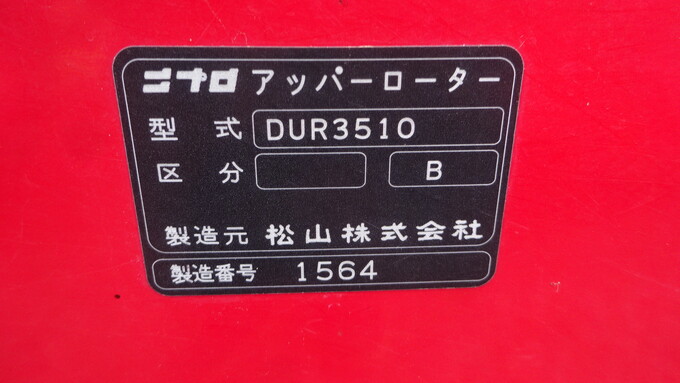 ニプロ アッパーローター
型式 DUR3510
区分 B
製造元 松山株式会社
製造番号 1564